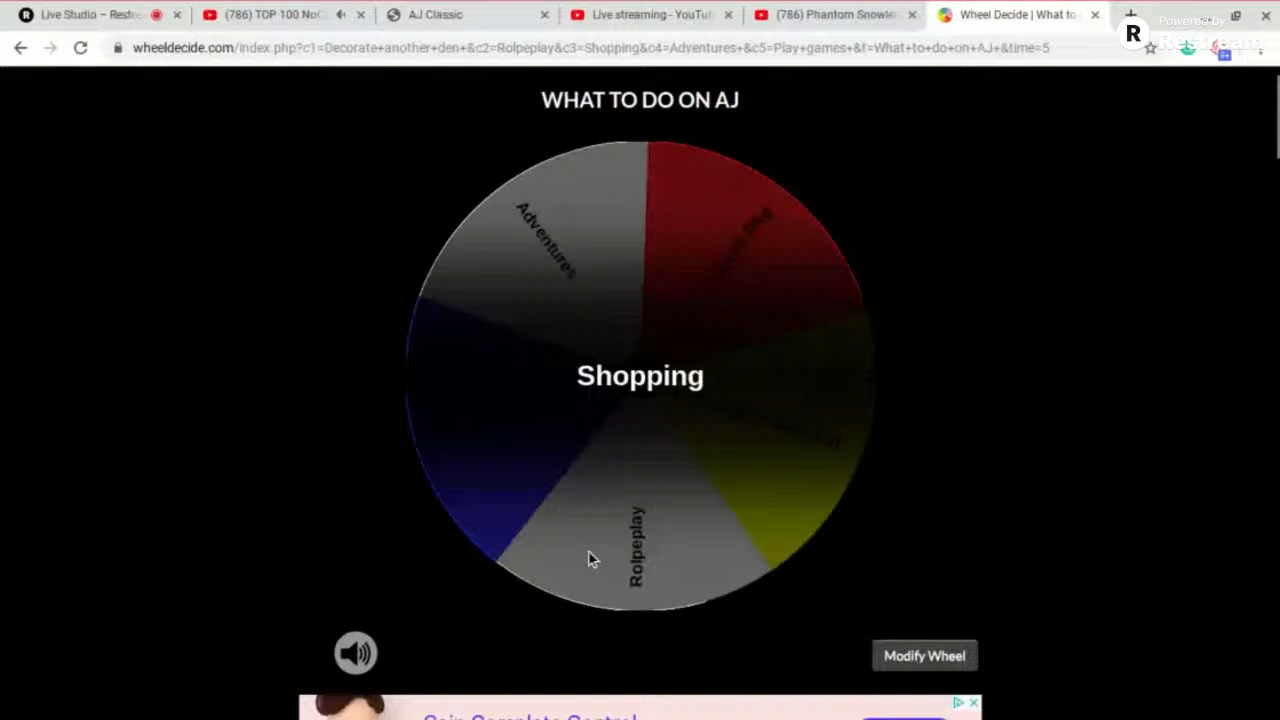 Live Studio – Restre
(786) TOP 100 NoC
AJ Classic
Live streaming - YouTu
(786) Phantom Snowfe
Wheel Decide | What to
Powered by
Restream
R
wheeldecide.com/index.php?c1=Decorate+another+den+&c2=Rolpeplay&c3=Shopping&c4=Adventures+&c5=Play+games+&t=What+to+do+on+AJ+&time=5
WHAT TO DO ON AJ
Adventures
Shopping
Rolpeplay
Modify Wheel